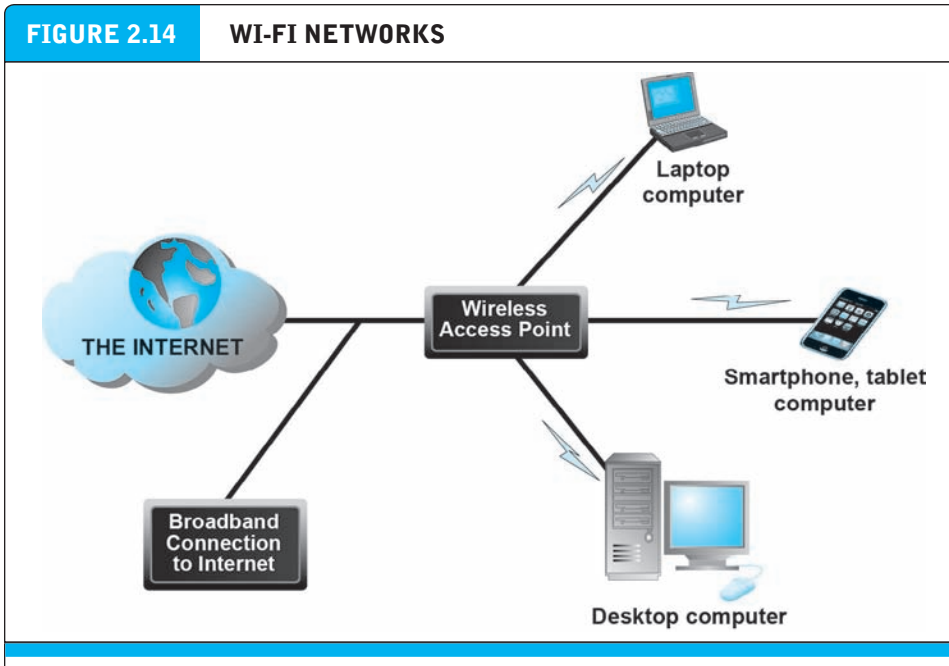 FIGURE 2.14 WI-FI NETWORKS
Laptop
computer
Wireless
Access Point
THE INTERNET
Smartphone, tablet
computer
Broadband
Connection
to Internet
Desktop computer